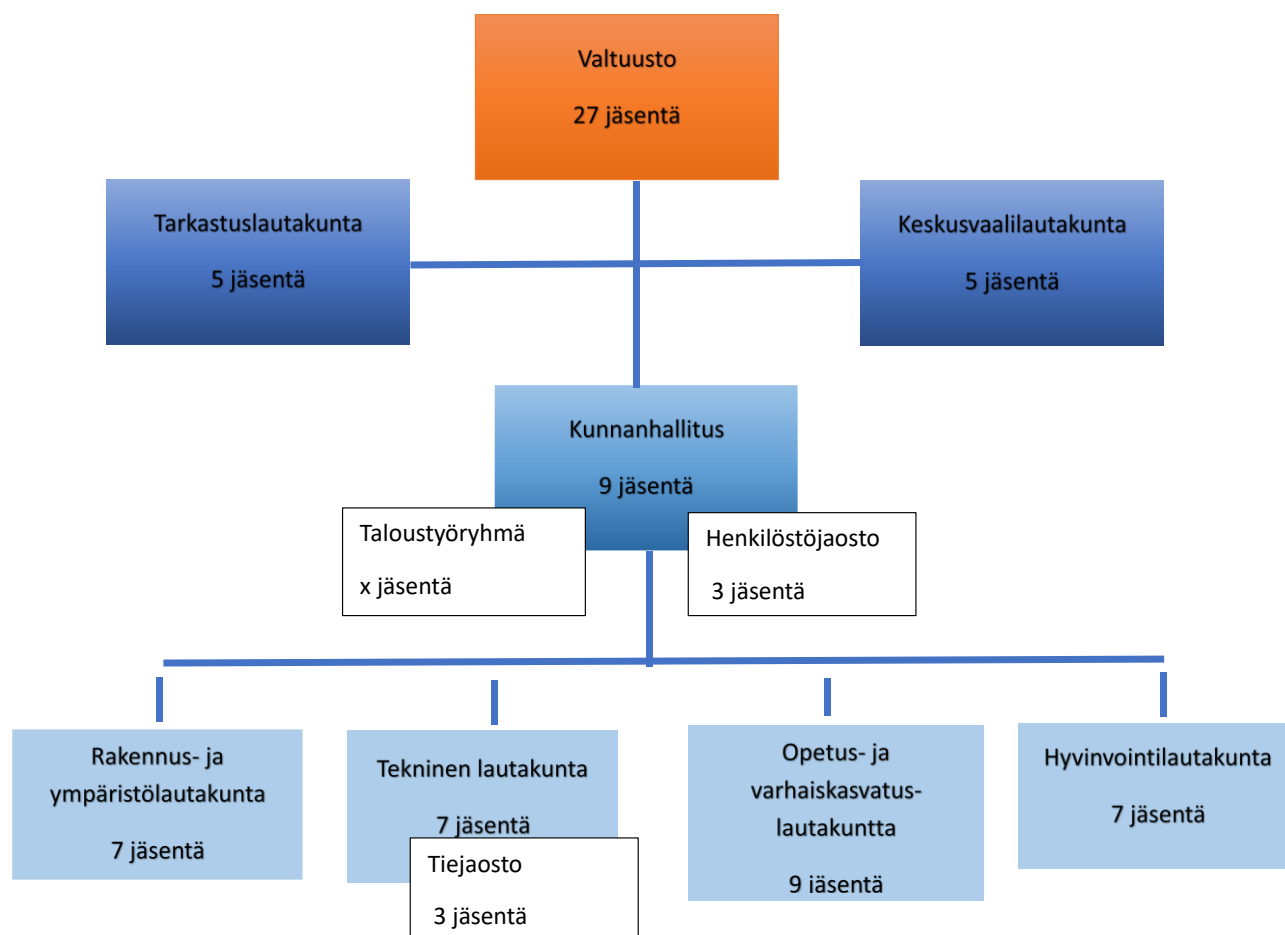 Valtuusto
27 jäsentä
Tarkastuslautakunta
5 jäsentä
Keskusvaalilautakunta
5 jäsentä
Kunnanhallitus
9 jäsentä
Taloustyöryhmä
x jäsentä
Henkilöstöjaosto
3 jäsentä
Rakennus- ja
ympäristölautakunta
7 jäsentä
Tekninen lautakunta
7 jäsentä
Tiejaosto
3 jäsentä
Opetus- ja
varhaiskasvatus-
lautakuntta
9 jäsentä
Hyvinvointilautakunta
7 jäsentä